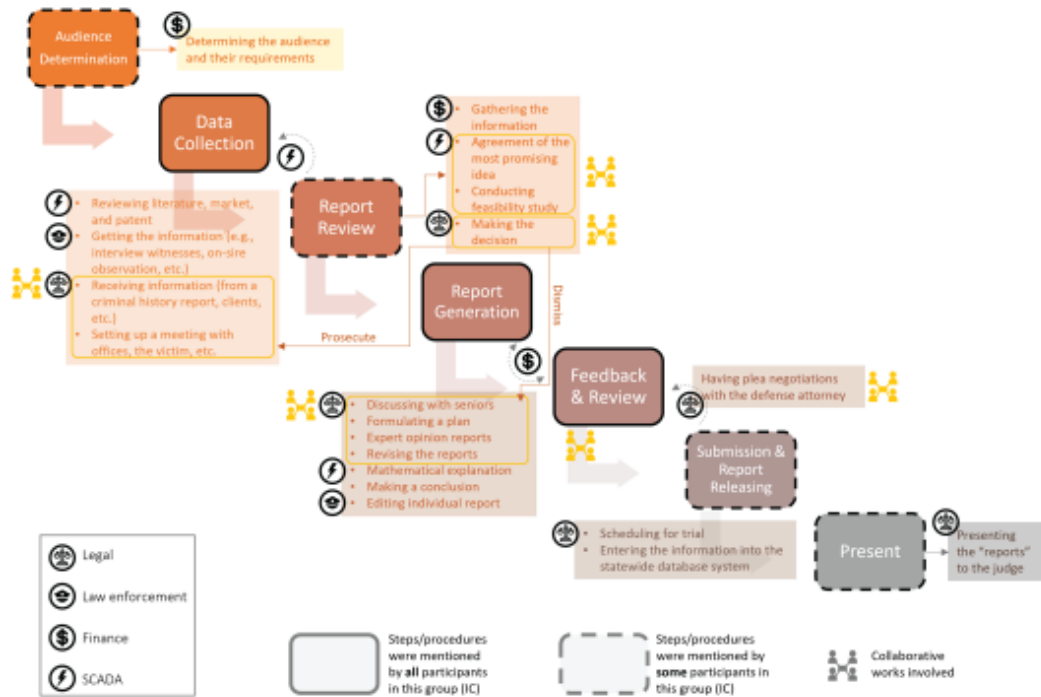 Audience
Determination
Determining the audience
and their requirements
Data
Collection
• Gathering the
information
• Agreement of the
most promising
idea
• Conducting
feasibility study
• Making the
decision
Report
Review
• Reviewing literature, market,
and patent
• Getting the information (e.g.,
interview witnesses, on-sire
observation, etc.)
• Receiving information (from a
criminal history report, clients,
etc.)
• Setting up a meeting with
offices, the victim, etc.
Prosecute
Dismiss
Report
Generation
Feedback
& Review
Having plea negotiations
with the defense attorney
• Discussing with seniors
• Formulating a plan
• Expert opinion reports
• Revising the reports
• Mathematical explanation
• Making a conclusion
• Editing individual report
Submission &
Report
Releasing
• Scheduling for trial
• Entering the information into the
statewide database system
Present
Presenting
the "reports"
to the judge
Legal
Law enforcement
Finance
SCADA
Steps/procedures
were mentioned
by all participants
in this group (IC)
Steps/procedures
were mentioned by
some participants
in this group (IC)
Collaborative
works involved